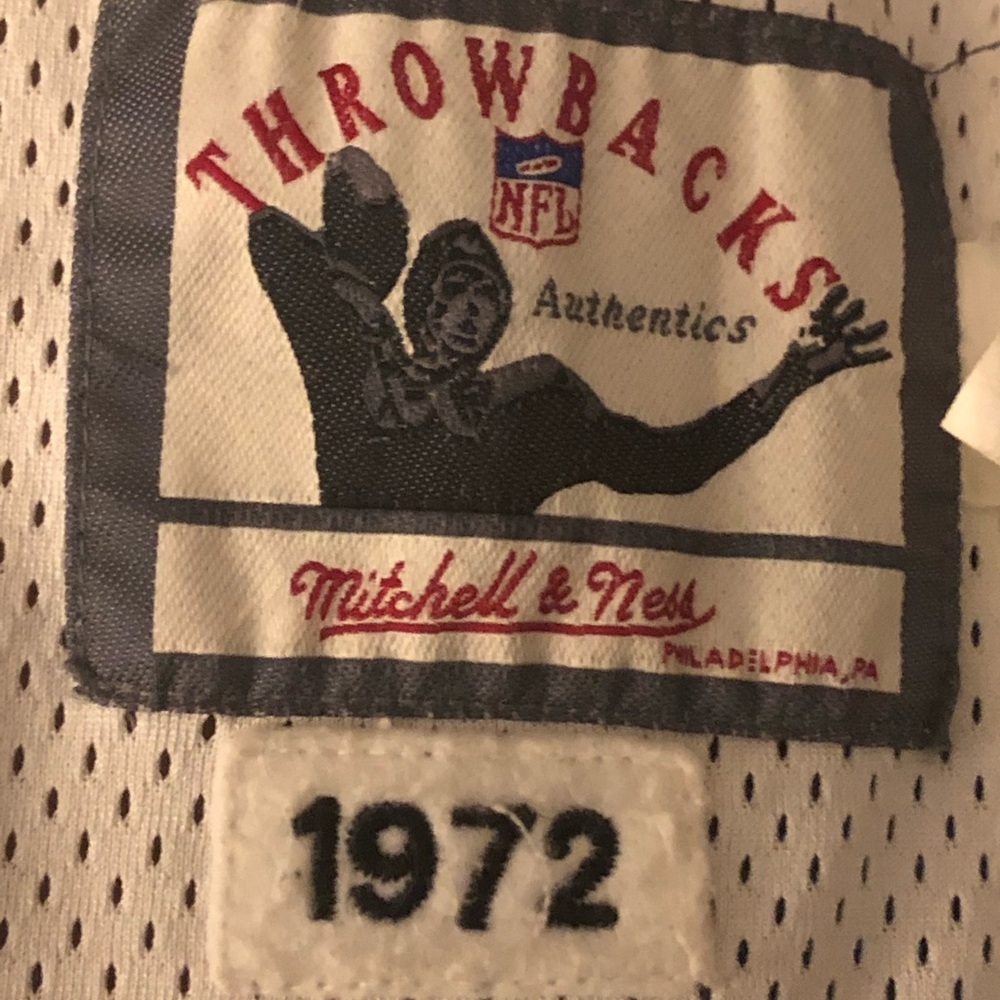 THROWBACKS
NFL
Authentics
Mitchell & Ness
PHILADELPHIA, PA
1972